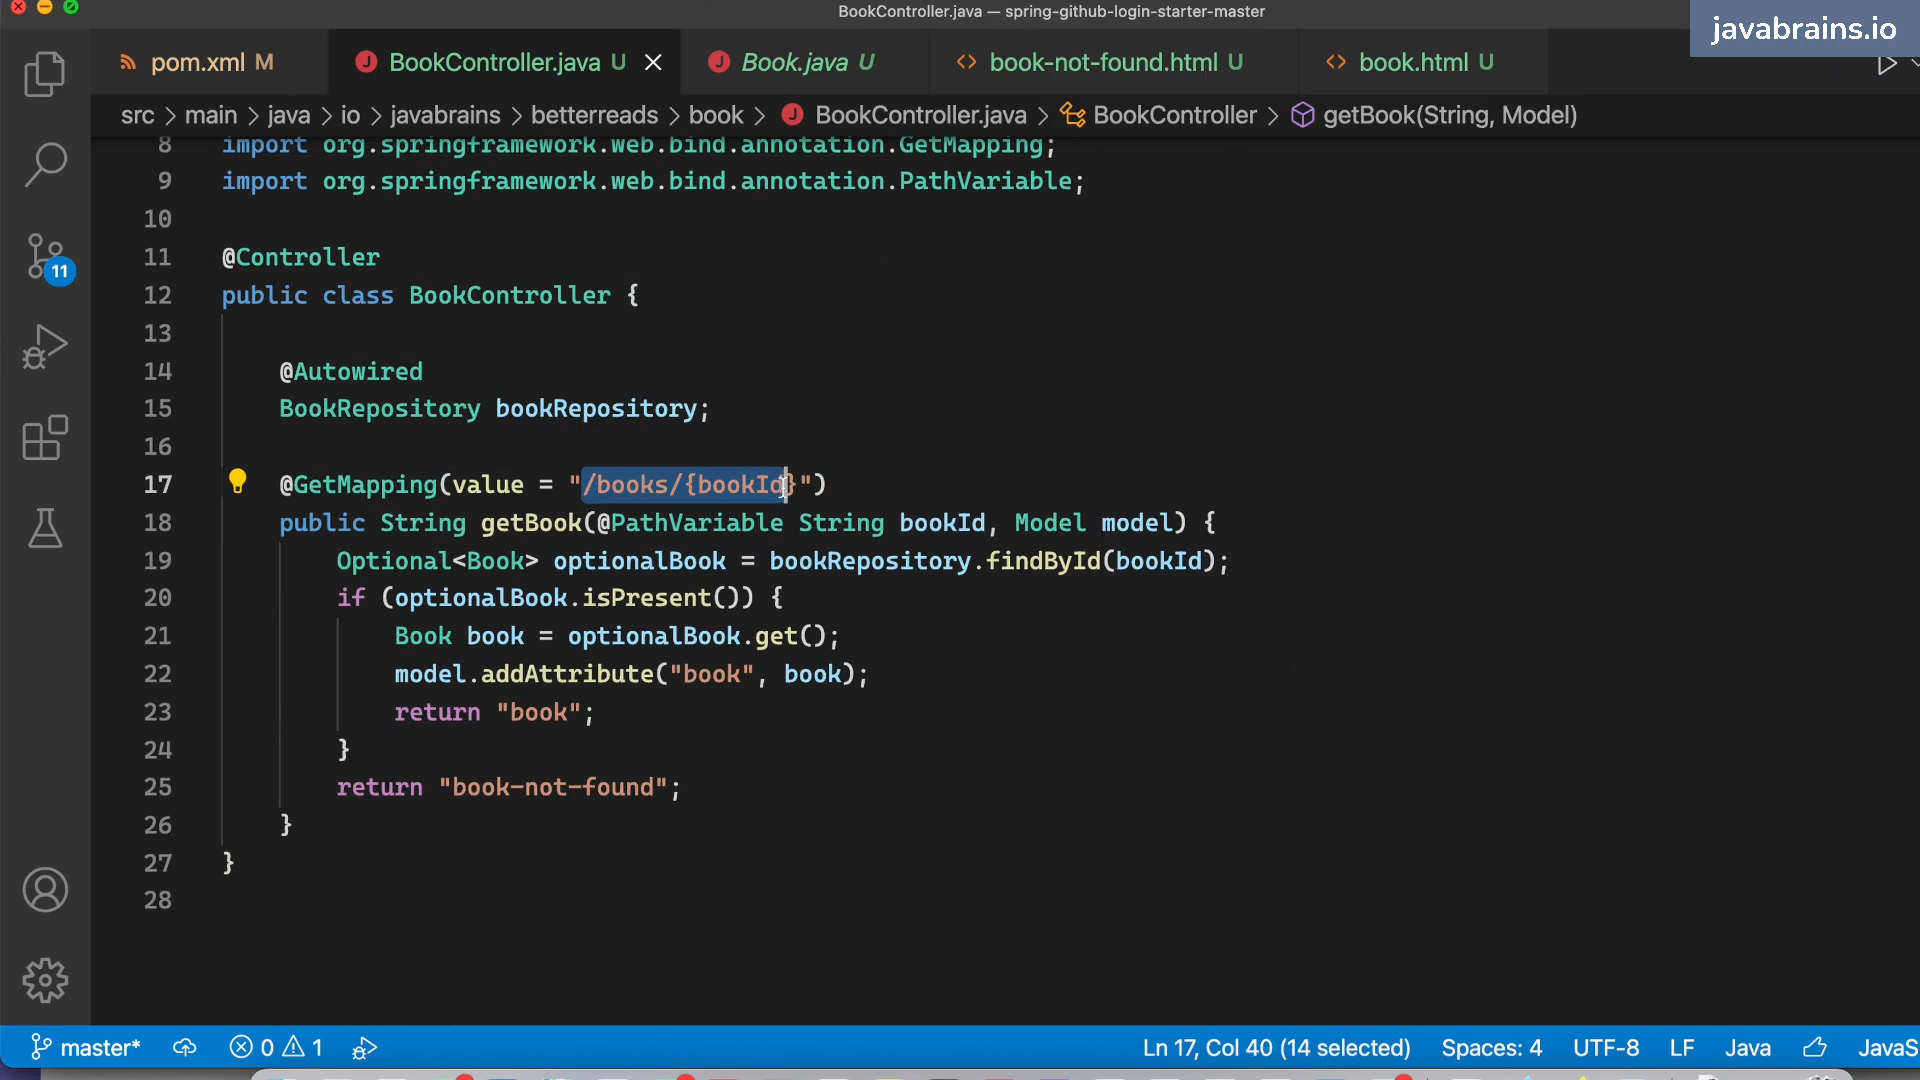 BookController.java — spring-github-login-starter-master
javabrains.io
pom.xml M
BookController.java U
Book.java U
book-not-found.html U
book.html U
src > main > java > io > javabrains > betterreads > book > BookController.java > BookController > getBook(String, Model)
8 import org.springframework.web.bind.annotation.GetMapping;
9 import org.springframework.web.bind.annotation.PathVariable;
10
11 @Controller
12 public class BookController {
13
14 @Autowired
15 BookRepository bookRepository;
16
17 @GetMapping(value = "/books/{bookId}")
18 public String getBook(@PathVariable String bookId, Model model) {
19 Optional<Book> optionalBook = bookRepository.findById(bookId);
20 if (optionalBook.isPresent()) {
21 Book book = optionalBook.get();
22 model.addAttribute("book", book);
23 return "book";
24 }
25 return "book-not-found";
26 }
27 }
28
11
master* 0 1 Ln 17, Col 40 (14 selected) Spaces: 4 UTF-8 LF Java JavaS